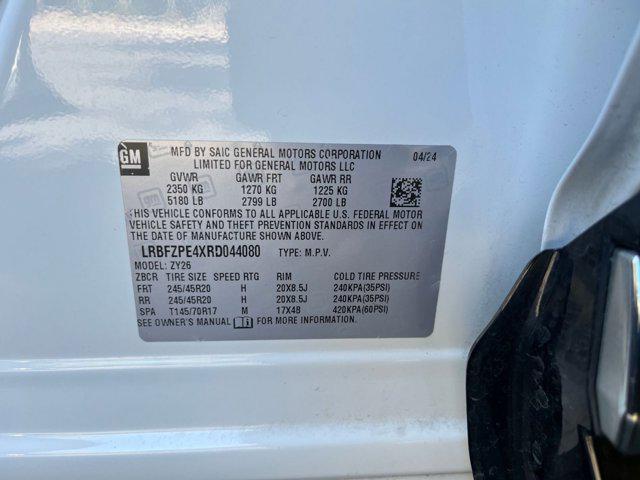 GM
MFD BY SAIC GENERAL MOTORS CORPORATION 04/24
LIMITED FOR GENERAL MOTORS LLC
GVWR GAWR FRT GAWR RR
2350 KG 1270 KG 1225 KG
5180 LB 2799 LB 2700 LB
THIS VEHICLE CONFORMS TO ALL APPLICABLE U.S. FEDERAL MOTOR
VEHICLE SAFETY AND THEFT PREVENTION STANDARDS IN EFFECT ON
THE DATE OF MANUFACTURE SHOWN ABOVE.
LRBFZPE4XRD044080 TYPE: M.P.V.
MODEL: ZY26
ZBCR TIRE SIZE SPEED RTG RIM COLD TIRE PRESSURE
FRT 245/45R20 H 20X8.5J 240KPA(35PSI)
RR 245/45R20 H 20X8.5J 240KPA(35PSI)
SPA T145/70R17 M 17X4B 420KPA(60PSI)
SEE OWNER'S MANUAL FOR MORE INFORMATION.